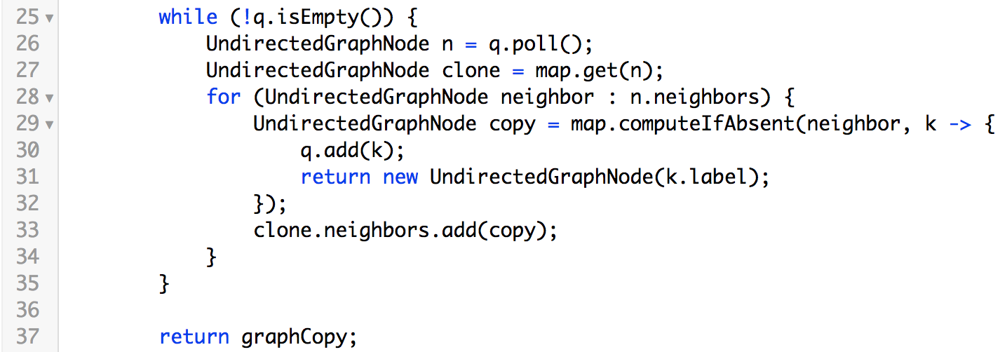 25 while (!q.isEmpty()) {
26 UndirectedGraphNode n = q.poll();
27 UndirectedGraphNode clone = map.get(n);
28 for (UndirectedGraphNode neighbor : n.neighbors) {
29 UndirectedGraphNode copy = map.computeIfAbsent(neighbor, k -> {
30 q.add(k);
31 return new UndirectedGraphNode(k.label);
32 });
33 clone.neighbors.add(copy);
34 }
35 }
36
37 return graphCopy;